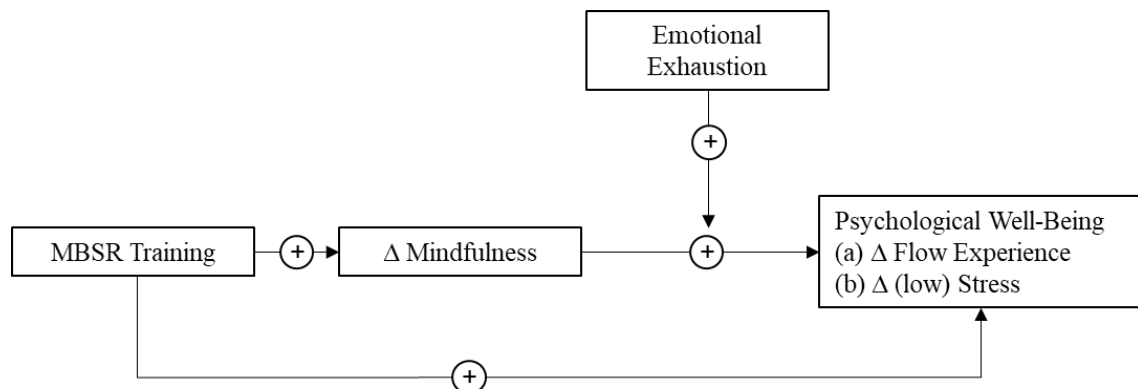 Emotional
Exhaustion
+
MBSR Training
+
Δ Mindfulness
+
Psychological Well-Being
(a) Δ Flow Experience
(b) Δ (low) Stress
+